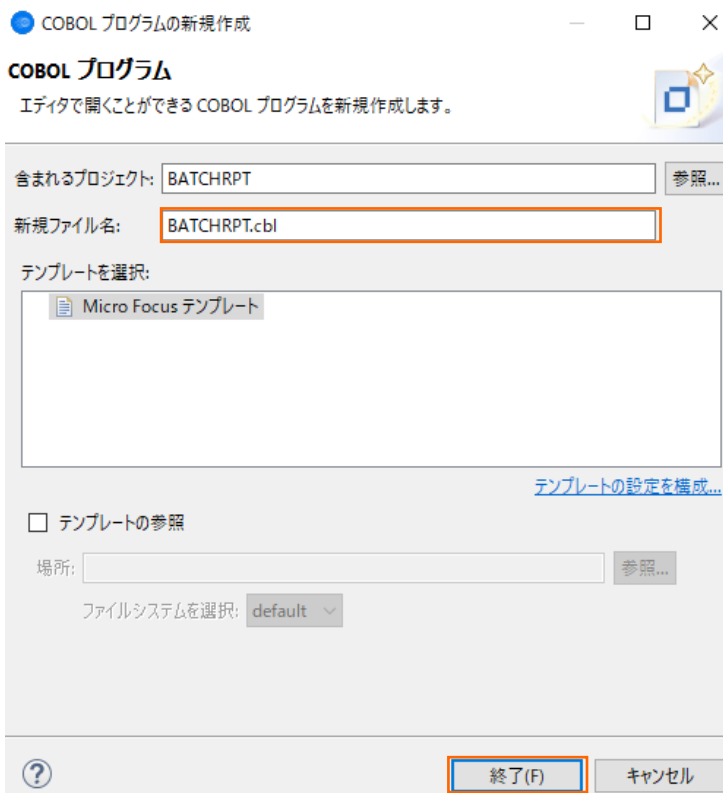 COBOL プログラムの新規作成
COBOL プログラム
エディタで開くことができる COBOL プログラムを新規作成します。
含まれるプロジェクト: BATCHRPT 参照...
新規ファイル名: BATCHRPT.cbl
テンプレートを選択:
Micro Focus テンプレート
テンプレートの設定を構成...
テンプレートの参照
場所: 参照...
ファイルシステムを選択: default
? 終了(F) キャンセル